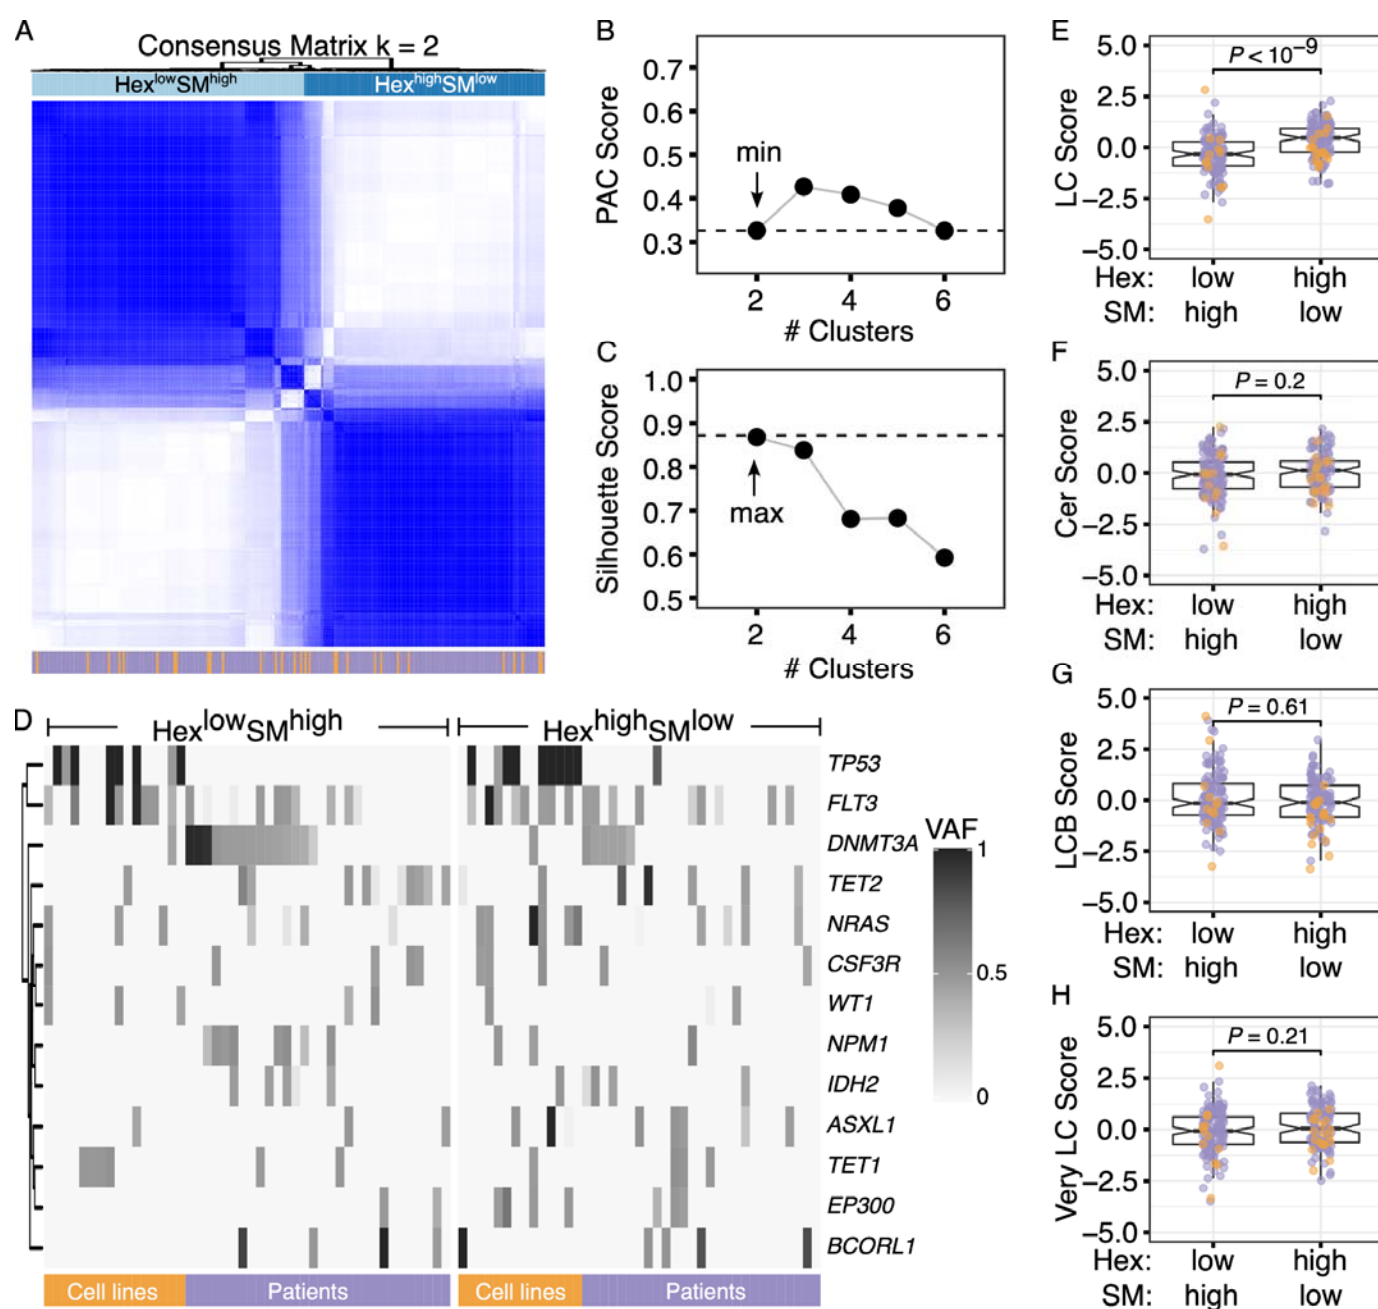 A
Consensus Matrix k = 2
HexlowSMhigh
HexhighSMlow
B
PAC Score
0.7
0.6
0.5
0.4
0.3
min
2
4
6
# Clusters
C
Silhouette Score
1.0
0.9
0.8
0.7
0.6
0.5
max
2
4
6
# Clusters
D
HexlowSMhigh
HexhighSMlow
TP53
FLT3
DNMT3A
TET2
NRAS
CSF3R
WT1
NPM1
IDH2
ASXL1
TET1
EP300
BCORL1
VAF
1
0.5
0
Cell lines
Patients
Cell lines
Patients
E
LC Score
5.0
2.5
0.0
−2.5
−5.0
P < 10−9
Hex: low high
SM: high low
F
Cer Score
5.0
2.5
0.0
−2.5
−5.0
P = 0.2
Hex: low high
SM: high low
G
LCB Score
5.0
2.5
0.0
−2.5
−5.0
P = 0.61
Hex: low high
SM: high low
H
Very LC Score
5.0
2.5
0.0
−2.5
−5.0
P = 0.21
Hex: low high
SM: high low